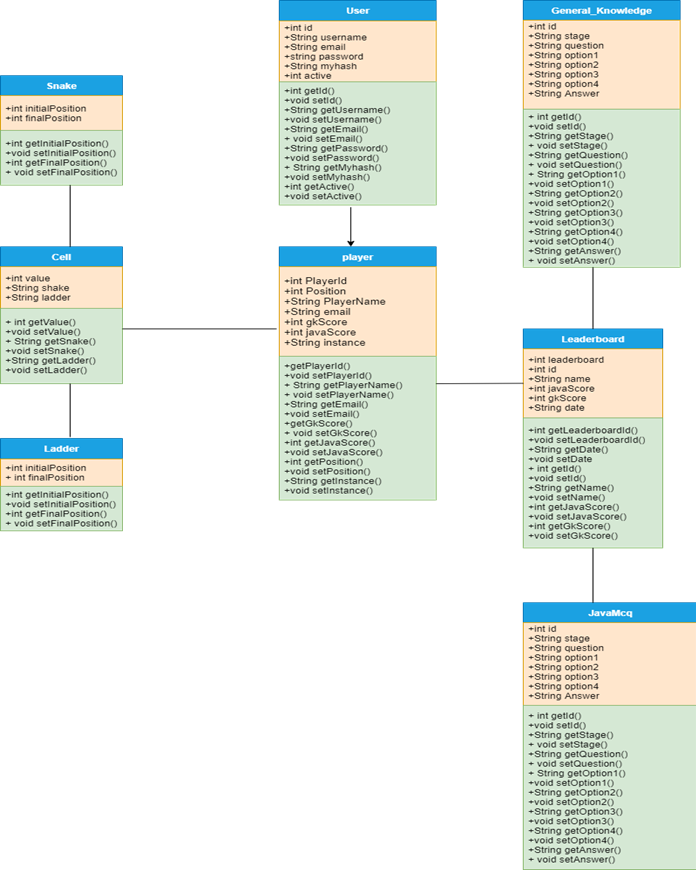 User
+int id
+String username
+String email
+string password
+String myhash
+int active
+int getId()
+void setId()
+String getUsername()
+void setUsername()
+String getEmail()
+ void setEmail()
+String getPassword()
+void setPassword()
+ String getMyhash()
+void setMyhash()
+int getActive()
+void setActive()
General_Knowledge
+int id
+String stage
+String question
+String option1
+String option2
+String option3
+String option4
+String Answer
+ int getId()
+void setId()
+String getStage()
+ void setStage()
+String getQuestion()
+ void setQuestion()
+ String getOption1()
+void setOption1()
+String getOption2()
+void setOption2()
+String getOption3()
+void setOption3()
+String getOption4()
+void setOption4()
+String getAnswer()
+ void setAnswer()
Snake
+int initialPosition
+int finalPosition
+int getInitialPosition()
+void setInitialPosition()
+int getFinalPosition()
+ void setFinalPosition()
Cell
+int value
+String shake
+String ladder
+ int getValue()
+void setValue()
+ String getSnake()
+void setSnake()
+String getLadder()
+void setLadder()
player
+int PlayerId
+int Position
+String PlayerName
+String email
+int gkScore
+int javaScore
+String instance
+getPlayerId()
+void setPlayerId()
+ String getPlayerName()
+ void setPlayerName()
+String getEmail()
+void setEmail()
+getGkScore()
+ void setGkScore()
+int getJavaScore()
+void setJavaScore()
+int getPosition()
+void setPosition()
+String getInstance()
+void setInstance()
Leaderboard
+int leaderboard
+int id
+String name
+int javaScore
+int gkScore
+String date
+int getLeaderboardId()
+void setLeaderboardId()
+String getDate()
+void setDate
+ int getId()
+void setId()
+String getName()
+void setName()
+int getJavaScore()
+void setJavaScore()
+int getGkScore()
+void setGkScore()
Ladder
+int initialPosition
+ int finalPosition
+int getInitialPosition()
+void setInitialPosition()
+int getFinalPosition()
+ void setFinalPosition()
JavaMcq
+int id
+String stage
+String question
+String option1
+String option2
+String option3
+String option4
+String Answer
+ int getId()
+void setId()
+String getStage()
+ void setStage()
+String getQuestion()
+ void setQuestion()
+ String getOption1()
+void setOption1()
+String getOption2()
+void setOption2()
+String getOption3()
+void setOption3()
+String getOption4()
+void setOption4()
+String getAnswer()
+ void setAnswer()